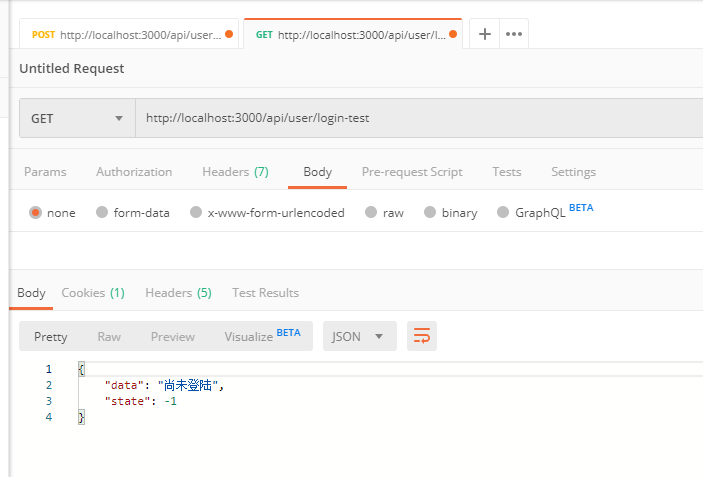 POST http://localhost:3000/api/user... GET http://localhost:3000/api/user/l... + •••
Untitled Request
GET http://localhost:3000/api/user/login-test
Params Authorization Headers (7) Body Pre-request Script Tests Settings
none form-data x-www-form-urlencoded raw binary GraphQL BETA
Body Cookies (1) Headers (5) Test Results
Pretty Raw Preview Visualize BETA JSON
1 {
2 "data": "尚未登陆",
3 "state": -1
4 }